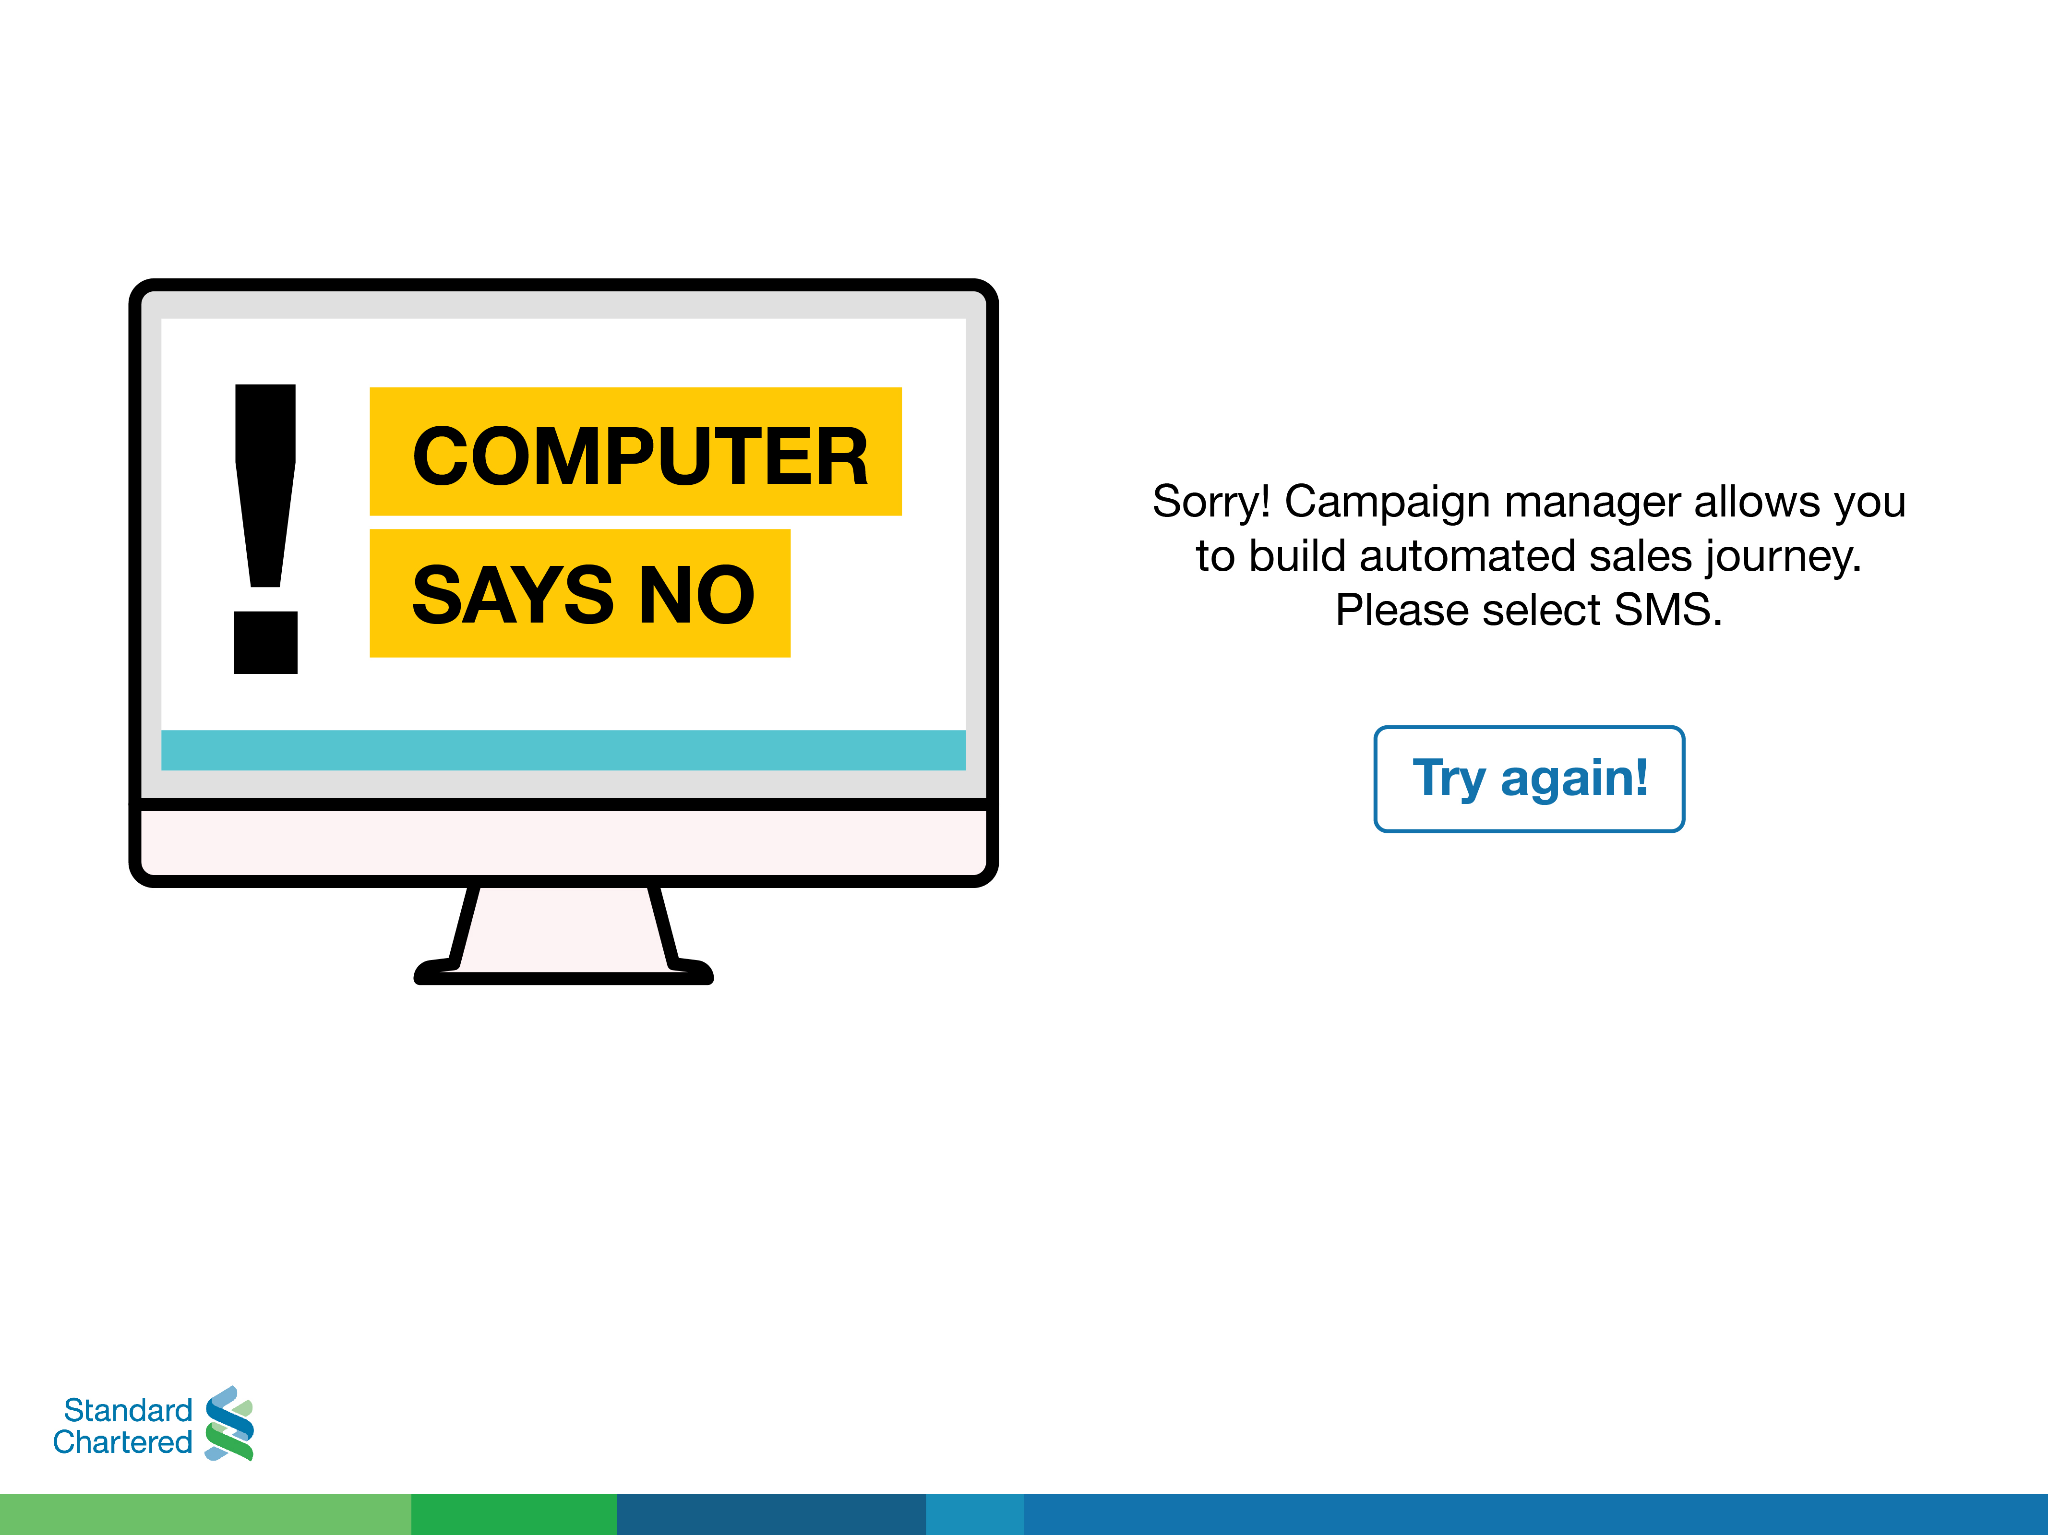 !
COMPUTER
SAYS NO
Sorry! Campaign manager allows you
to build automated sales journey.
Please select SMS.
Try again!
Standard
Chartered